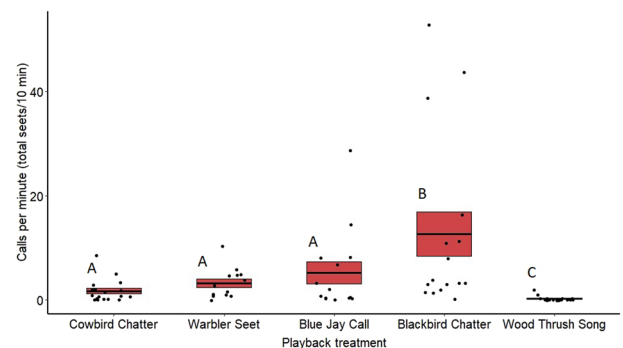 Calls per minute (total seets/10 min)
40
20
0
A
A
A
B
C
Cowbird Chatter
Warbler Seet
Blue Jay Call
Blackbird Chatter
Wood Thrush Song
Playback treatment